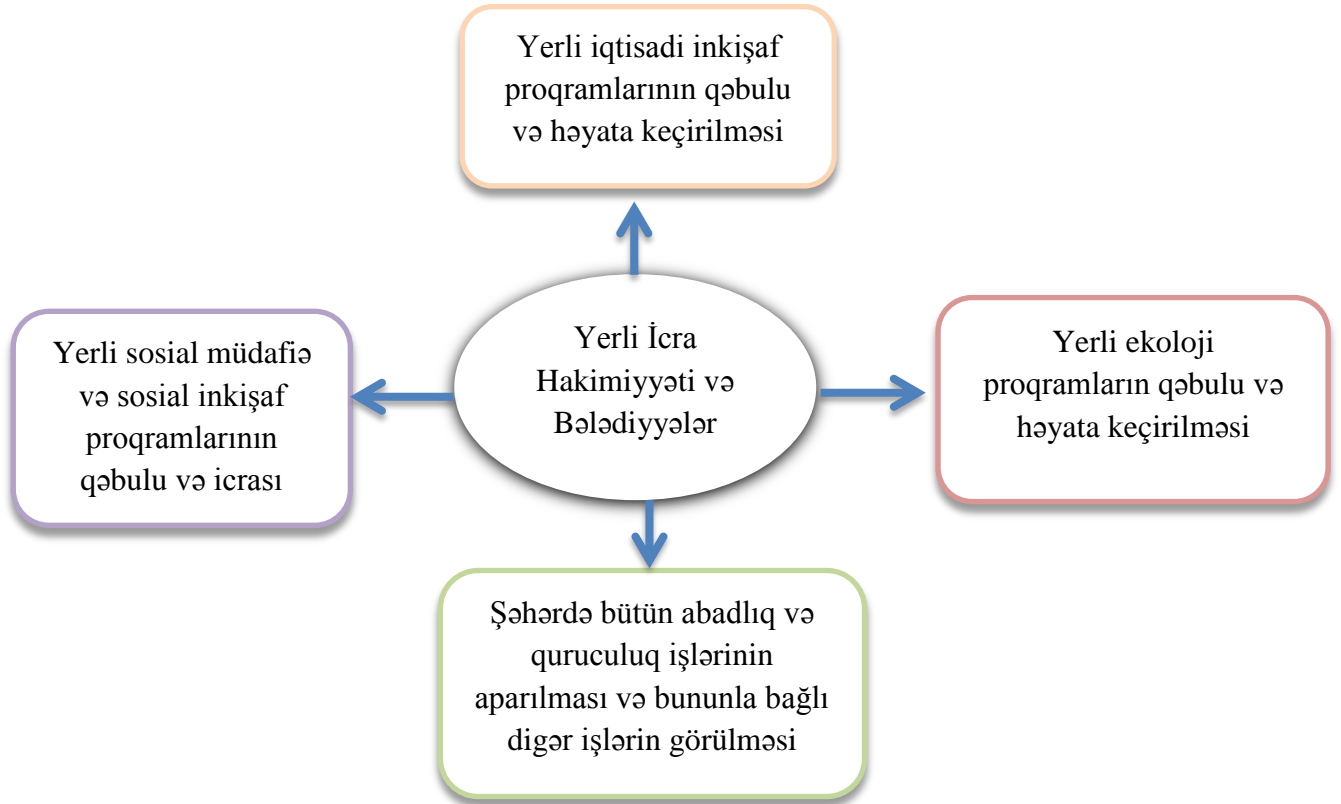 Yerli iqtisadi inkişaf
proqramlarının qəbulu
və həyata keçirilməsi
Yerli sosial müdafiə
və sosial inkişaf
proqramlarının
qəbulu və icrası
Yerli İcra
Hakimiyyəti və
Bələdiyyələr
Yerli ekoloji
proqramların qəbulu və
həyata keçirilməsi
Şəhərdə bütün abadlıq və
quruculuq işlərinin
aparılması və bununla bağlı
digər işlərin görülməsi